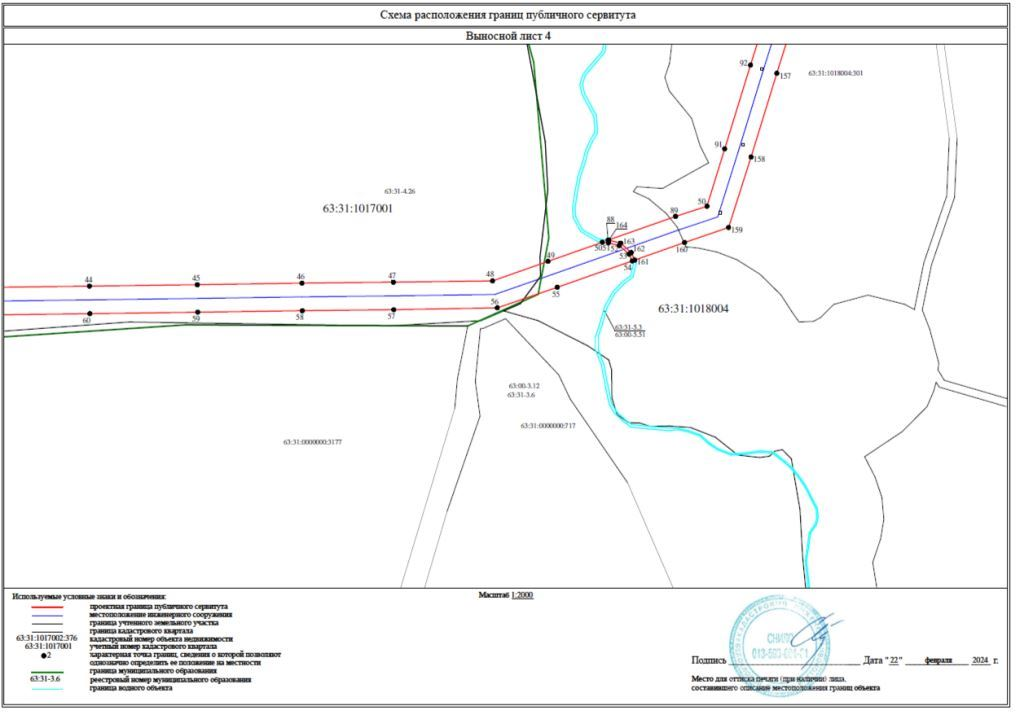 Схема расположения границ публичного сервитута
Выносной лист 4
92
157
63:31:1018004:301
91
158
63:31-4.26
63:31:1017001
50
89
88
164
159
163
162
160
49
161
54
44
45
46
47
48
55
56
60
59
58
57
63:31:1018004
63:31-5.3
63:00-5.51
63:00-3.12
63:31-3.6
63:31:0000000:717
63:31:0000000:3177
Используемые условные знаки и обозначения:
Масштаб 1:2000
проектная граница публичного сервитута
местоположение инженерного сооружения
граница учтенного земельного участка
граница кадастрового квартала
63:31:1017002:376 кадастровый номер объекта недвижимости
63:31:1017001 учетный номер кадастрового квартала
2 характерная точка границ, сведения о которой позволяют
однозначно определить ее положение на местности
граница муниципального образования
63:31-3.6 реестровый номер муниципального образования
граница водного объекта
Подпись Дата "22" февраля 2024 г.
Место для оттиска печати (при наличии) лица,
составившего описание местоположения границ объекта